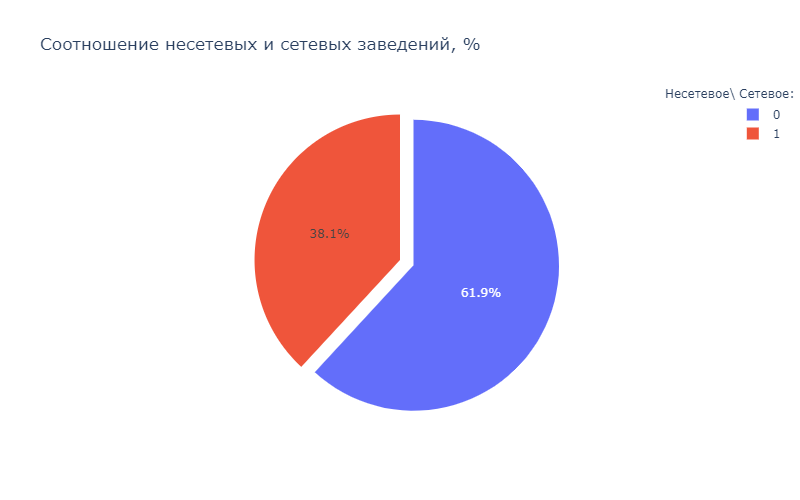 Соотношение несетевых и сетевых заведений, %
Несетевое\ Сетевое:
0
1
38.1%
61.9%